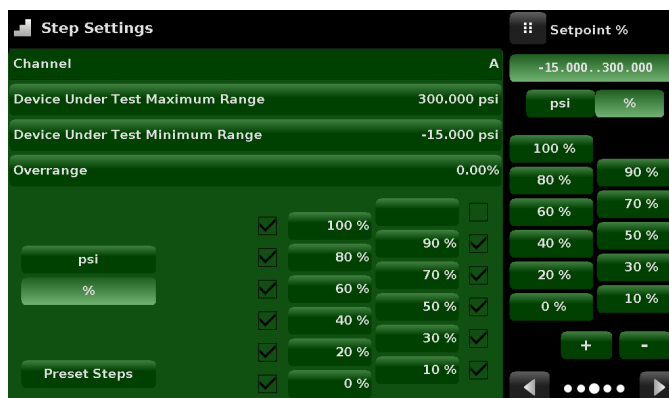 Step Settings
Setpoint %
Channel A
-15.000..300.000
Device Under Test Maximum Range 300.000 psi
psi %
Device Under Test Minimum Range -15.000 psi
100 %
Overrange 0.00%
90 %
80 %
70 %
60 %
50 %
40 %
30 %
20 %
10 %
0 %
+ -
100 %
90 %
80 %
70 %
60 %
50 %
40 %
30 %
20 %
10 %
0 %
psi
%
Preset Steps